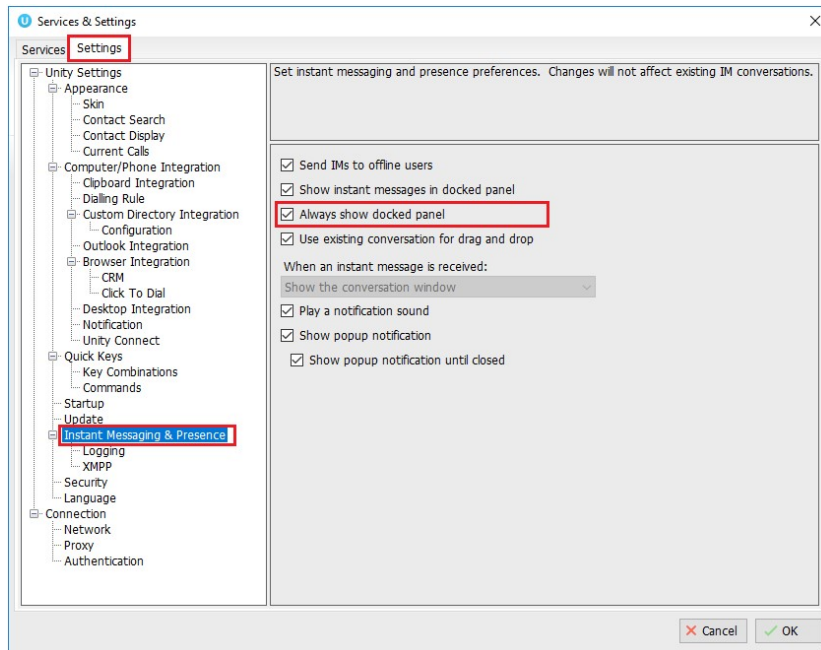 Services & Settings
Services
Settings
Unity Settings
Appearance
Skin
Contact Search
Contact Display
Current Calls
Computer/Phone Integration
Clipboard Integration
Dialling Rule
Custom Directory Integration
Configuration
Outlook Integration
Browser Integration
CRM
Click To Dial
Desktop Integration
Notification
Unity Connect
Quick Keys
Key Combinations
Commands
Startup
Update
Instant Messaging & Presence
Logging
XMPP
Security
Language
Connection
Network
Proxy
Authentication
Set instant messaging and presence preferences. Changes will not affect existing IM conversations.
Send IMs to offline users
Show instant messages in docked panel
Always show docked panel
Use existing conversation for drag and drop
When an instant message is received:
Show the conversation window
Play a notification sound
Show popup notification
Show popup notification until closed
Cancel
OK